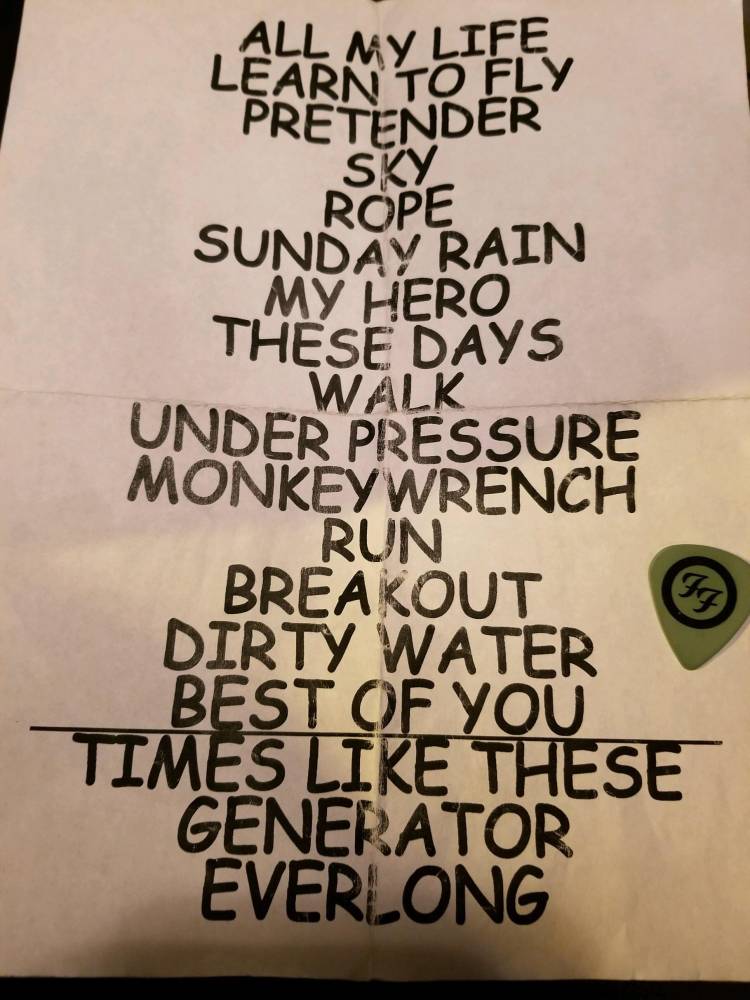 ALL MY LIFE
LEARN TO FLY
PRETENDER
SKY
ROPE
SUNDAY RAIN
MY HERO
THESE DAYS
WALK
UNDER PRESSURE
MONKEYWRENCH
RUN
BREAKOUT
FF
DIRTY WATER
BEST OF YOU
TIMES LIKE THESE
GENERATOR
EVERLONG